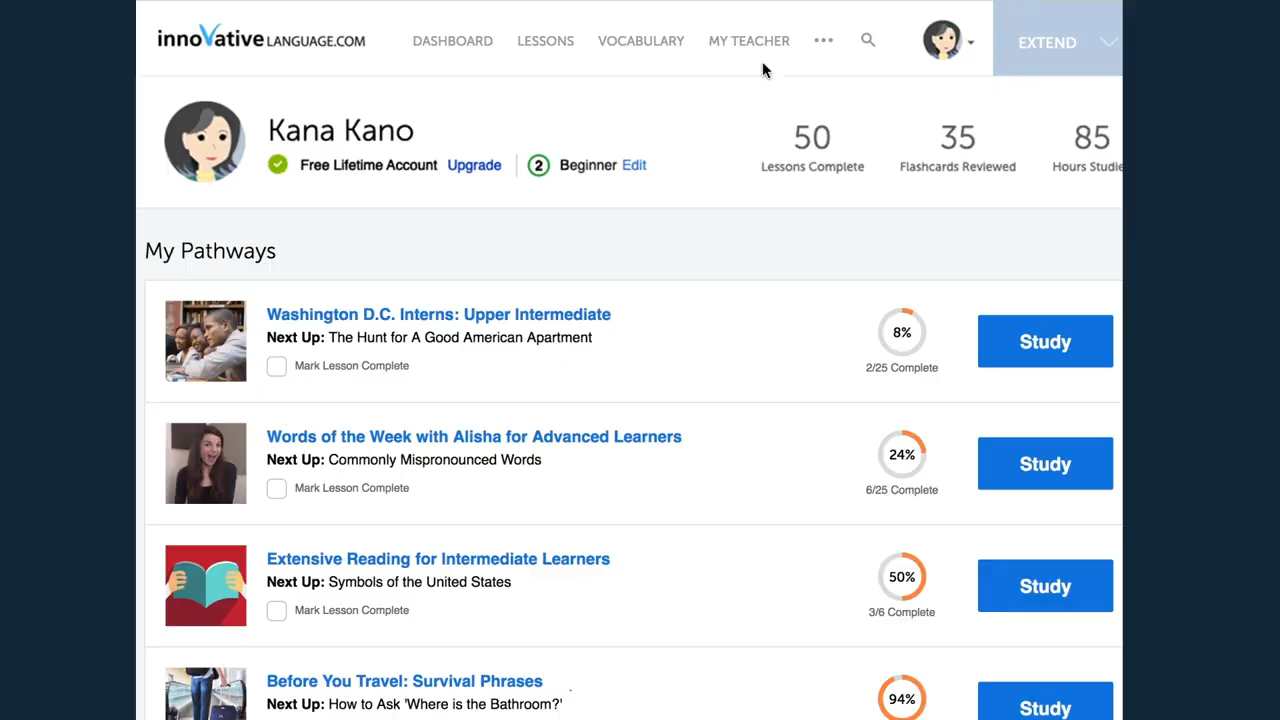 innoVative LANGUAGE.COM
DASHBOARD LESSONS VOCABULARY MY TEACHER ••• EXTEND
Kana Kano
Free Lifetime Account Upgrade 2 Beginner Edit
50 35 85
Lessons Complete Flashcards Reviewed Hours Studie
My Pathways
Washington D.C. Interns: Upper Intermediate
Next Up: The Hunt for A Good American Apartment
Mark Lesson Complete
8%
2/25 Complete
Study
Words of the Week with Alisha for Advanced Learners
Next Up: Commonly Mispronounced Words
Mark Lesson Complete
24%
6/25 Complete
Study
Extensive Reading for Intermediate Learners
Next Up: Symbols of the United States
Mark Lesson Complete
50%
3/6 Complete
Study
Before You Travel: Survival Phrases
Next Up: How to Ask 'Where is the Bathroom?'
94%
Study